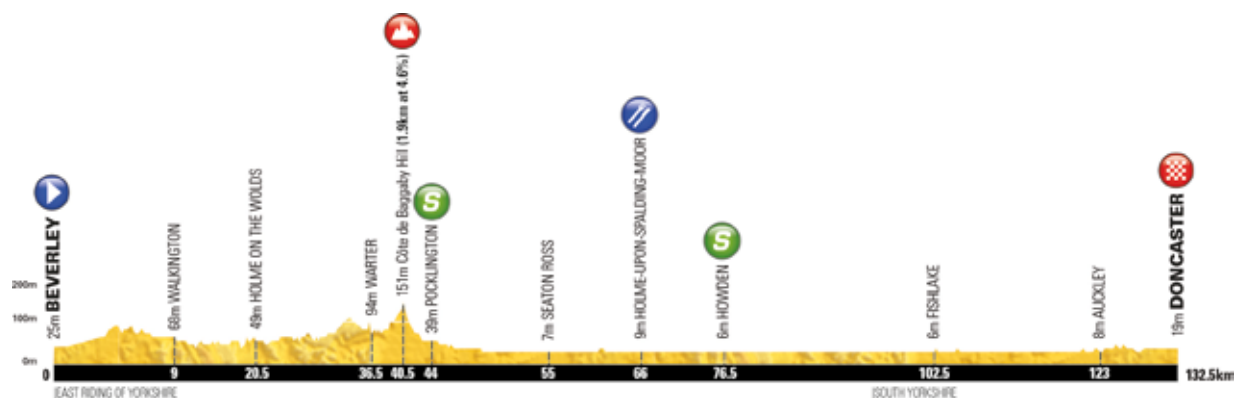 151m Côte de Baggaby Hill (1.9km at 4.6%)
S
S
25m BEVERLEY
68m WALKINGTON
49m HOLME ON THE WOLDS
94m WARTER
39m POCKLINGTON
7m SEATON ROSS
9m HOLME-UPON-SPALDING-MOOR
6m HOWDEN
6m FISHLAKE
8m AUCKLEY
19m DONCASTER
200m
100m
0m
0 9 20.5 36.5 40.5 44 55 66 76.5 102.5 123 132.5km
EAST RIDING OF YORKSHIRE
SOUTH YORKSHIRE